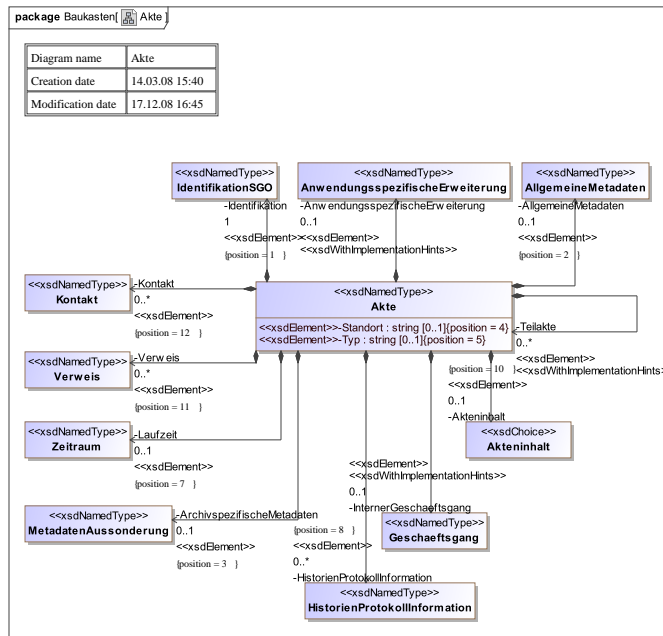 package Baukasten[ Akte ]
Diagram name Akte
Creation date 14.03.08 15:40
Modification date 17.12.08 16:45
<<xsdNamedType>>
IdentifikationSGO
<<xsdNamedType>>
AnwendungsspezifischeErweiterung
<<xsdNamedType>>
AllgemeineMetadaten
-Identifikation
1
<<xsdElement>>
{position = 1 }
-AnwendungsspezifischeErweiterung
0..1
<<xsdElement>>
<<xsdWithImplementationHints>>
-AllgemeineMetadaten
0..1
<<xsdElement>>
{position = 2 }
<<xsdNamedType>>
Kontakt
-Kontakt
0..*
<<xsdElement>>
{position = 12 }
<<xsdNamedType>>
Akte
<<xsdElement>>-Standort : string [0..1]{position = 4}
<<xsdElement>>-Typ : string [0..1]{position = 5}
-Teilakte
0..*
<<xsdElement>>
<<xsdWithImplementationHints>
<<xsdNamedType>>
Verweis
-Verweis
0..*
<<xsdElement>>
{position = 11 }
{position = 10 }
<<xsdElement>>
0..1
-Akteninhalt
<<xsdChoice>>
Akteninhalt
<<xsdNamedType>>
Zeitraum
-Laufzeit
0..1
<<xsdElement>>
{position = 7 }
<<xsdElement>>
<<xsdWithImplementationHints>>
0..1
-InternerGeschaeftsgang
<<xsdNamedType>>
Geschaeftsgang
<<xsdNamedType>>
MetadatenAussonderung
-ArchivspezifischeMetadaten
0..1
<<xsdElement>>
{position = 3 }
{position = 8 }
<<xsdElement>>
0..*
-HistorienProtokollInformation
<<xsdNamedType>>
HistorienProtokollInformation